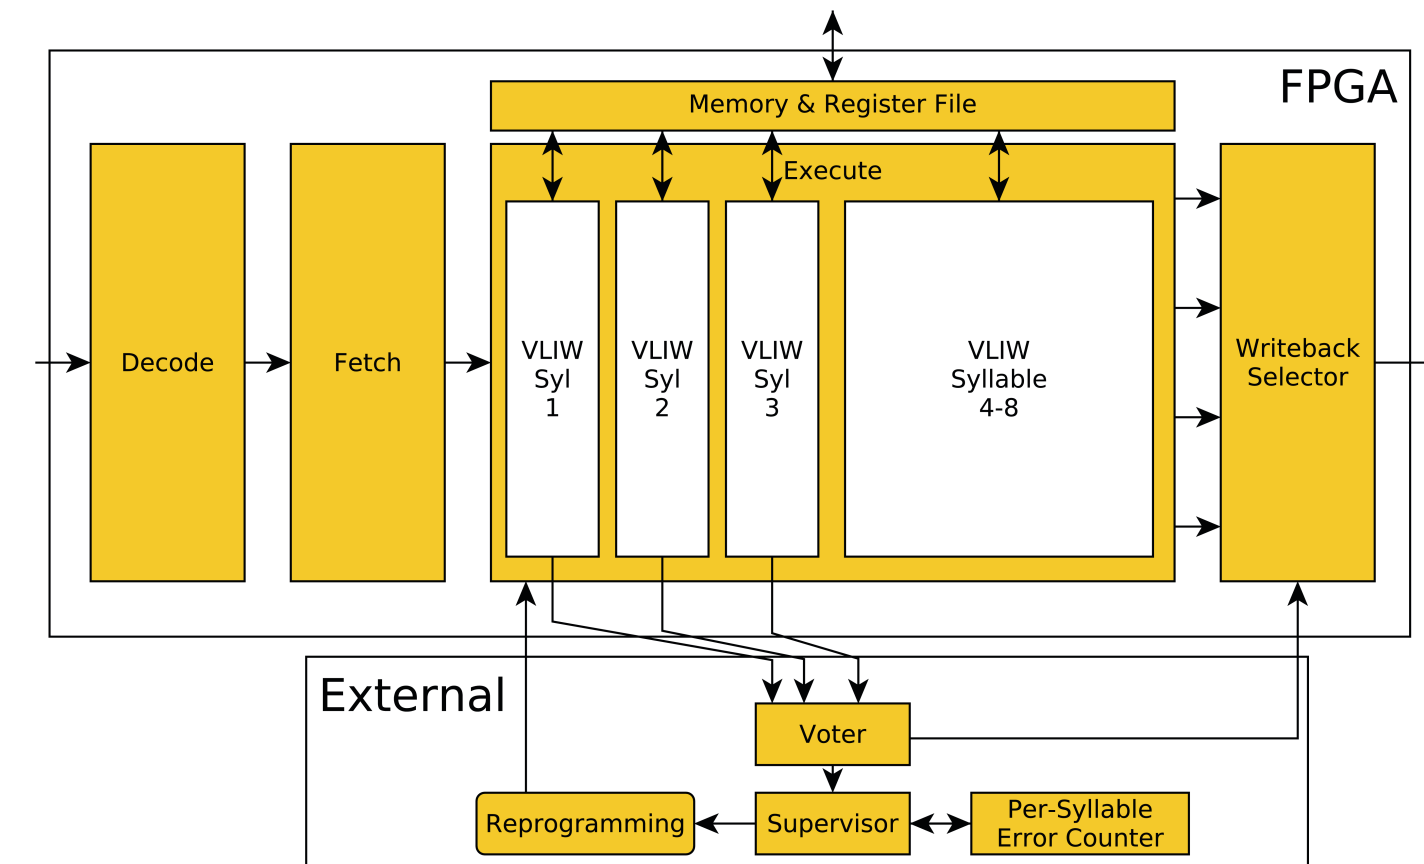 FPGA
Memory & Register File
Execute
Decode
Fetch
VLIW
Syl
1
VLIW
Syl
2
VLIW
Syl
3
VLIW
Syllable
4-8
Writeback
Selector
External
Voter
Reprogramming
Supervisor
Per-Syllable
Error Counter